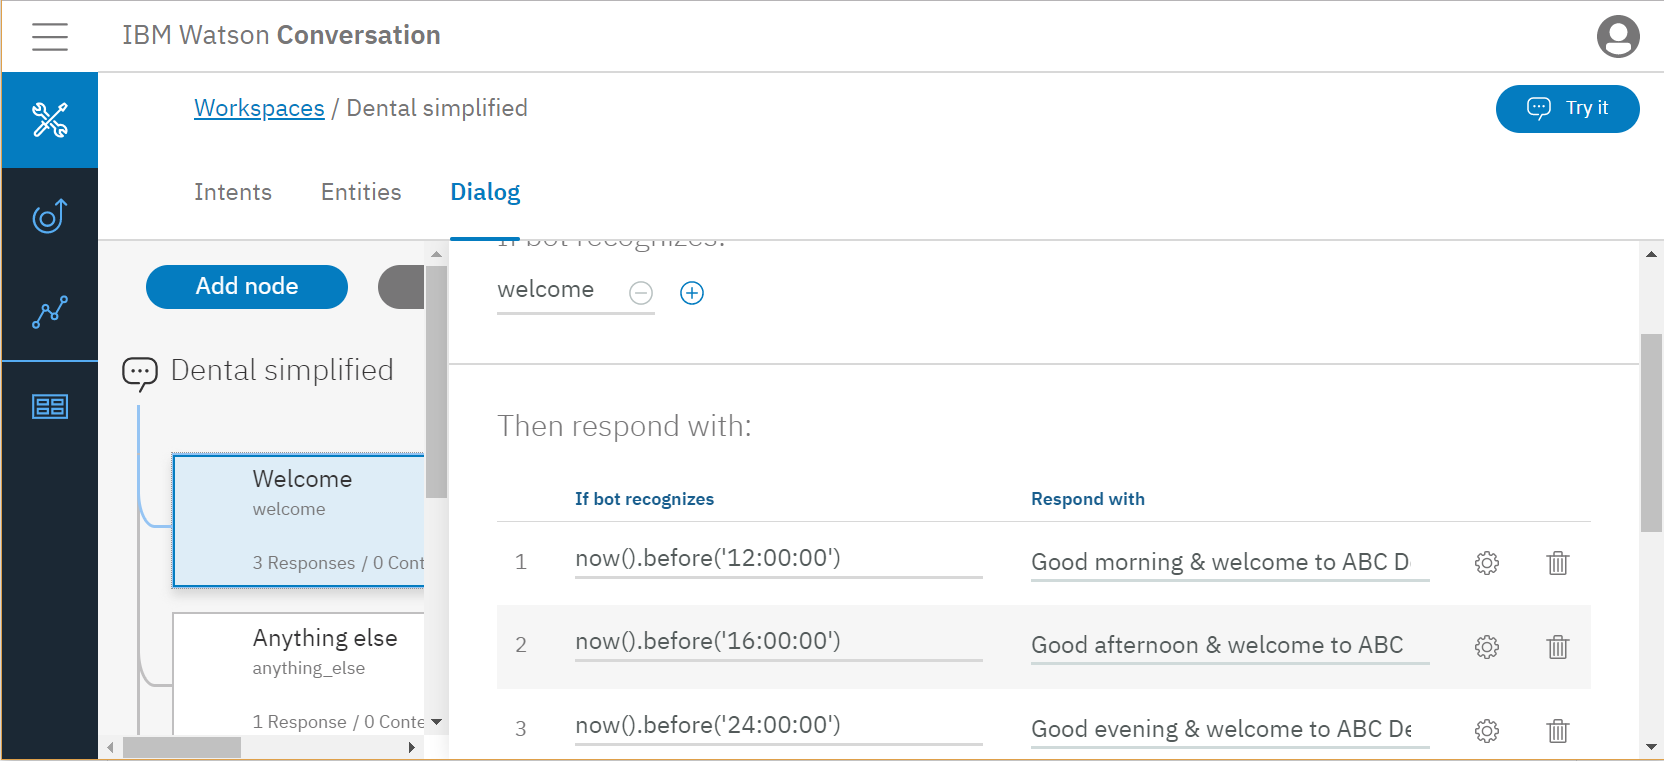 IBM Watson Conversation
Workspaces / Dental simplified
Try it
Intents Entities Dialog
Add node
Dental simplified
Welcome
welcome
3 Responses / 0 Cont
Anything else
anything_else
1 Response / 0 Conte
If bot recognizes:
welcome
Then respond with:
If bot recognizes Respond with
1 now().before('12:00:00') Good morning & welcome to ABC D
2 now().before('16:00:00') Good afternoon & welcome to ABC
3 now().before('24:00:00') Good evening & welcome to ABC De